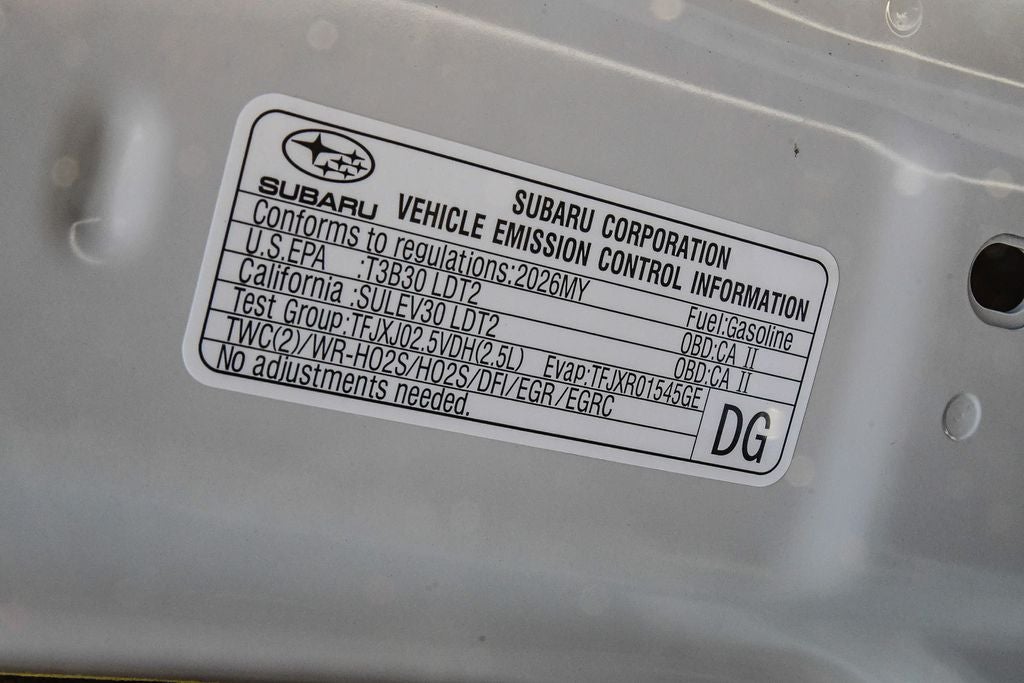 SUBARU
SUBARU CORPORATION
VEHICLE EMISSION CONTROL INFORMATION
Conforms to regulations:2026MY Fuel:Gasoline
U.S.EPA :T3B30 LDT2 OBD:CA II
California :SULEV30 LDT2 OBD:CA II
Test Group:TFJXJ02.5VDH(2.5L) Evap:TFJXR01545GE
TWC(2)/WR-HO2S/HO2S/DFI/EGR/EGRC
No adjustments needed.
DG